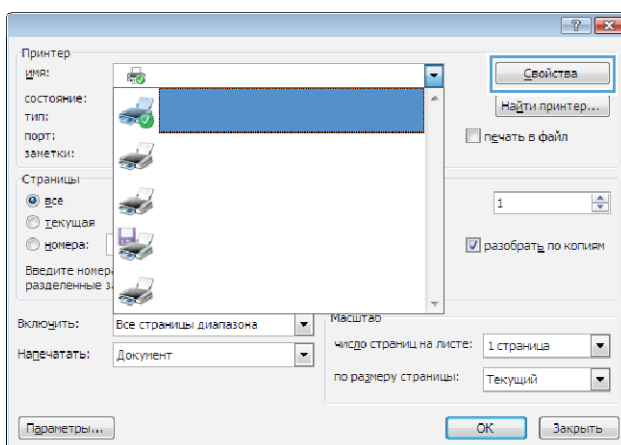 Принтер
имя:
Свойства
состояние:
Найти принтер...
тип:
порт:
печать в файл
заметки:
Страницы
все
1
текущая
номера:
разобрать по копиям
Введите
разделенные
Включить:
Все страницы диапазона
Масштаб
Напечатать:
Документ
число страниц на листе:
1 страница
по размеру страницы:
Текущий
Параметры...
ОК
Закрыть